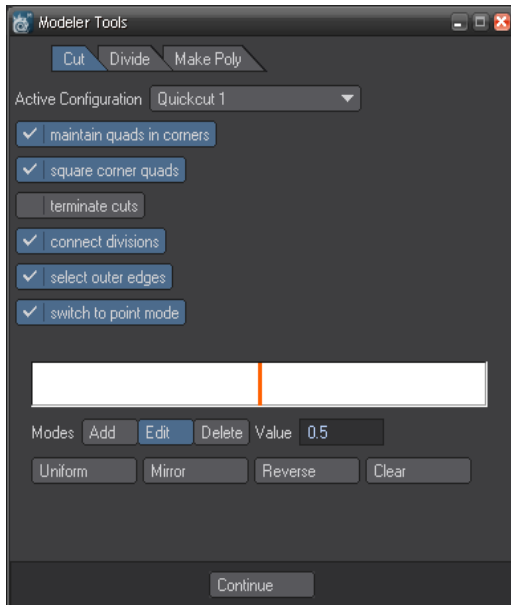 Modeler Tools
Cut Divide Make Poly
Active Configuration Quickcut 1
maintain quads in corners
square corner quads
terminate cuts
connect divisions
select outer edges
switch to point mode
Modes Add Edit Delete Value 0.5
Uniform Mirror Reverse Clear
Continue